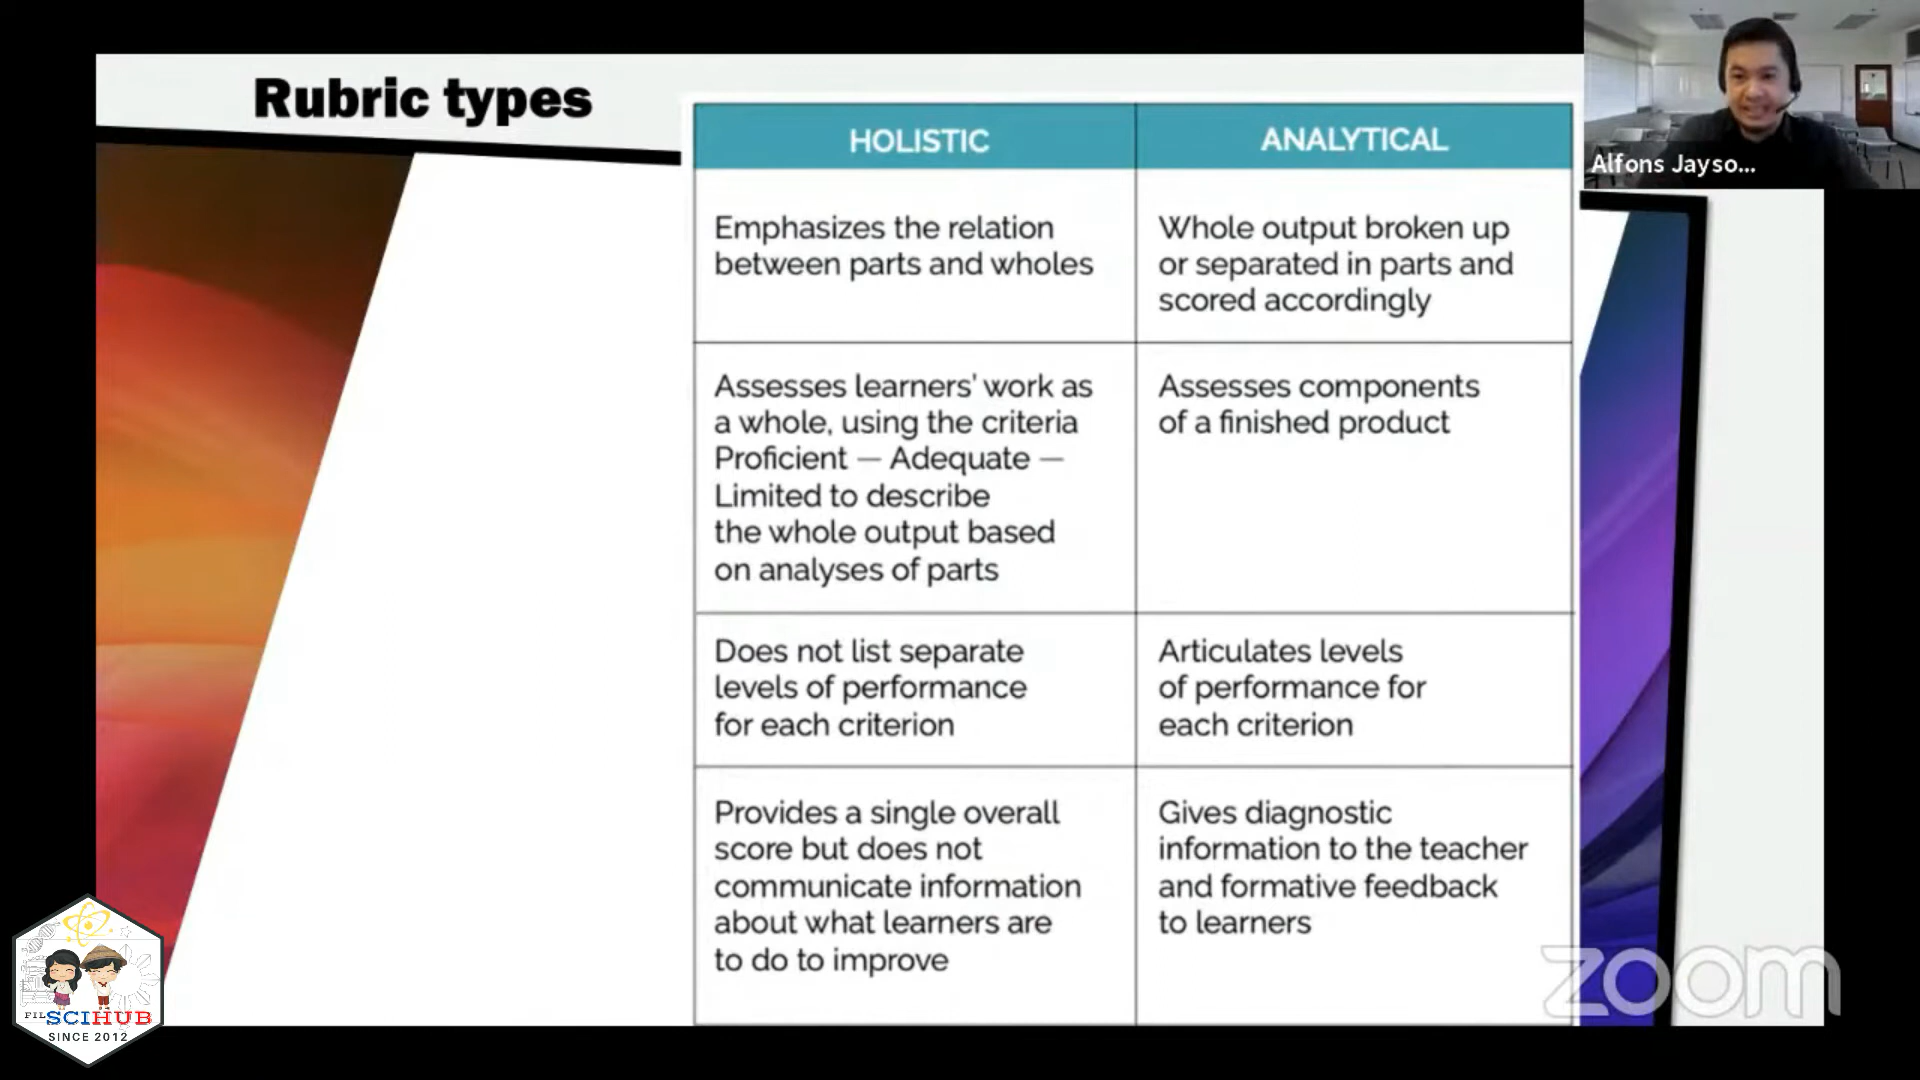 Rubric types
HOLISTIC
ANALYTICAL
Emphasizes the relation
between parts and wholes
Whole output broken up
or separated in parts and
scored accordingly
Assesses learners' work as
a whole, using the criteria
Proficient — Adequate —
Limited to describe
the whole output based
on analyses of parts
Assesses components
of a finished product
Does not list separate
levels of performance
for each criterion
Articulates levels
of performance for
each criterion
Provides a single overall
score but does not
communicate information
about what learners are
to do to improve
Gives diagnostic
information to the teacher
and formative feedback
to learners
Alfons Jayso...
FIL SCIHUB
SINCE 2012
zoom